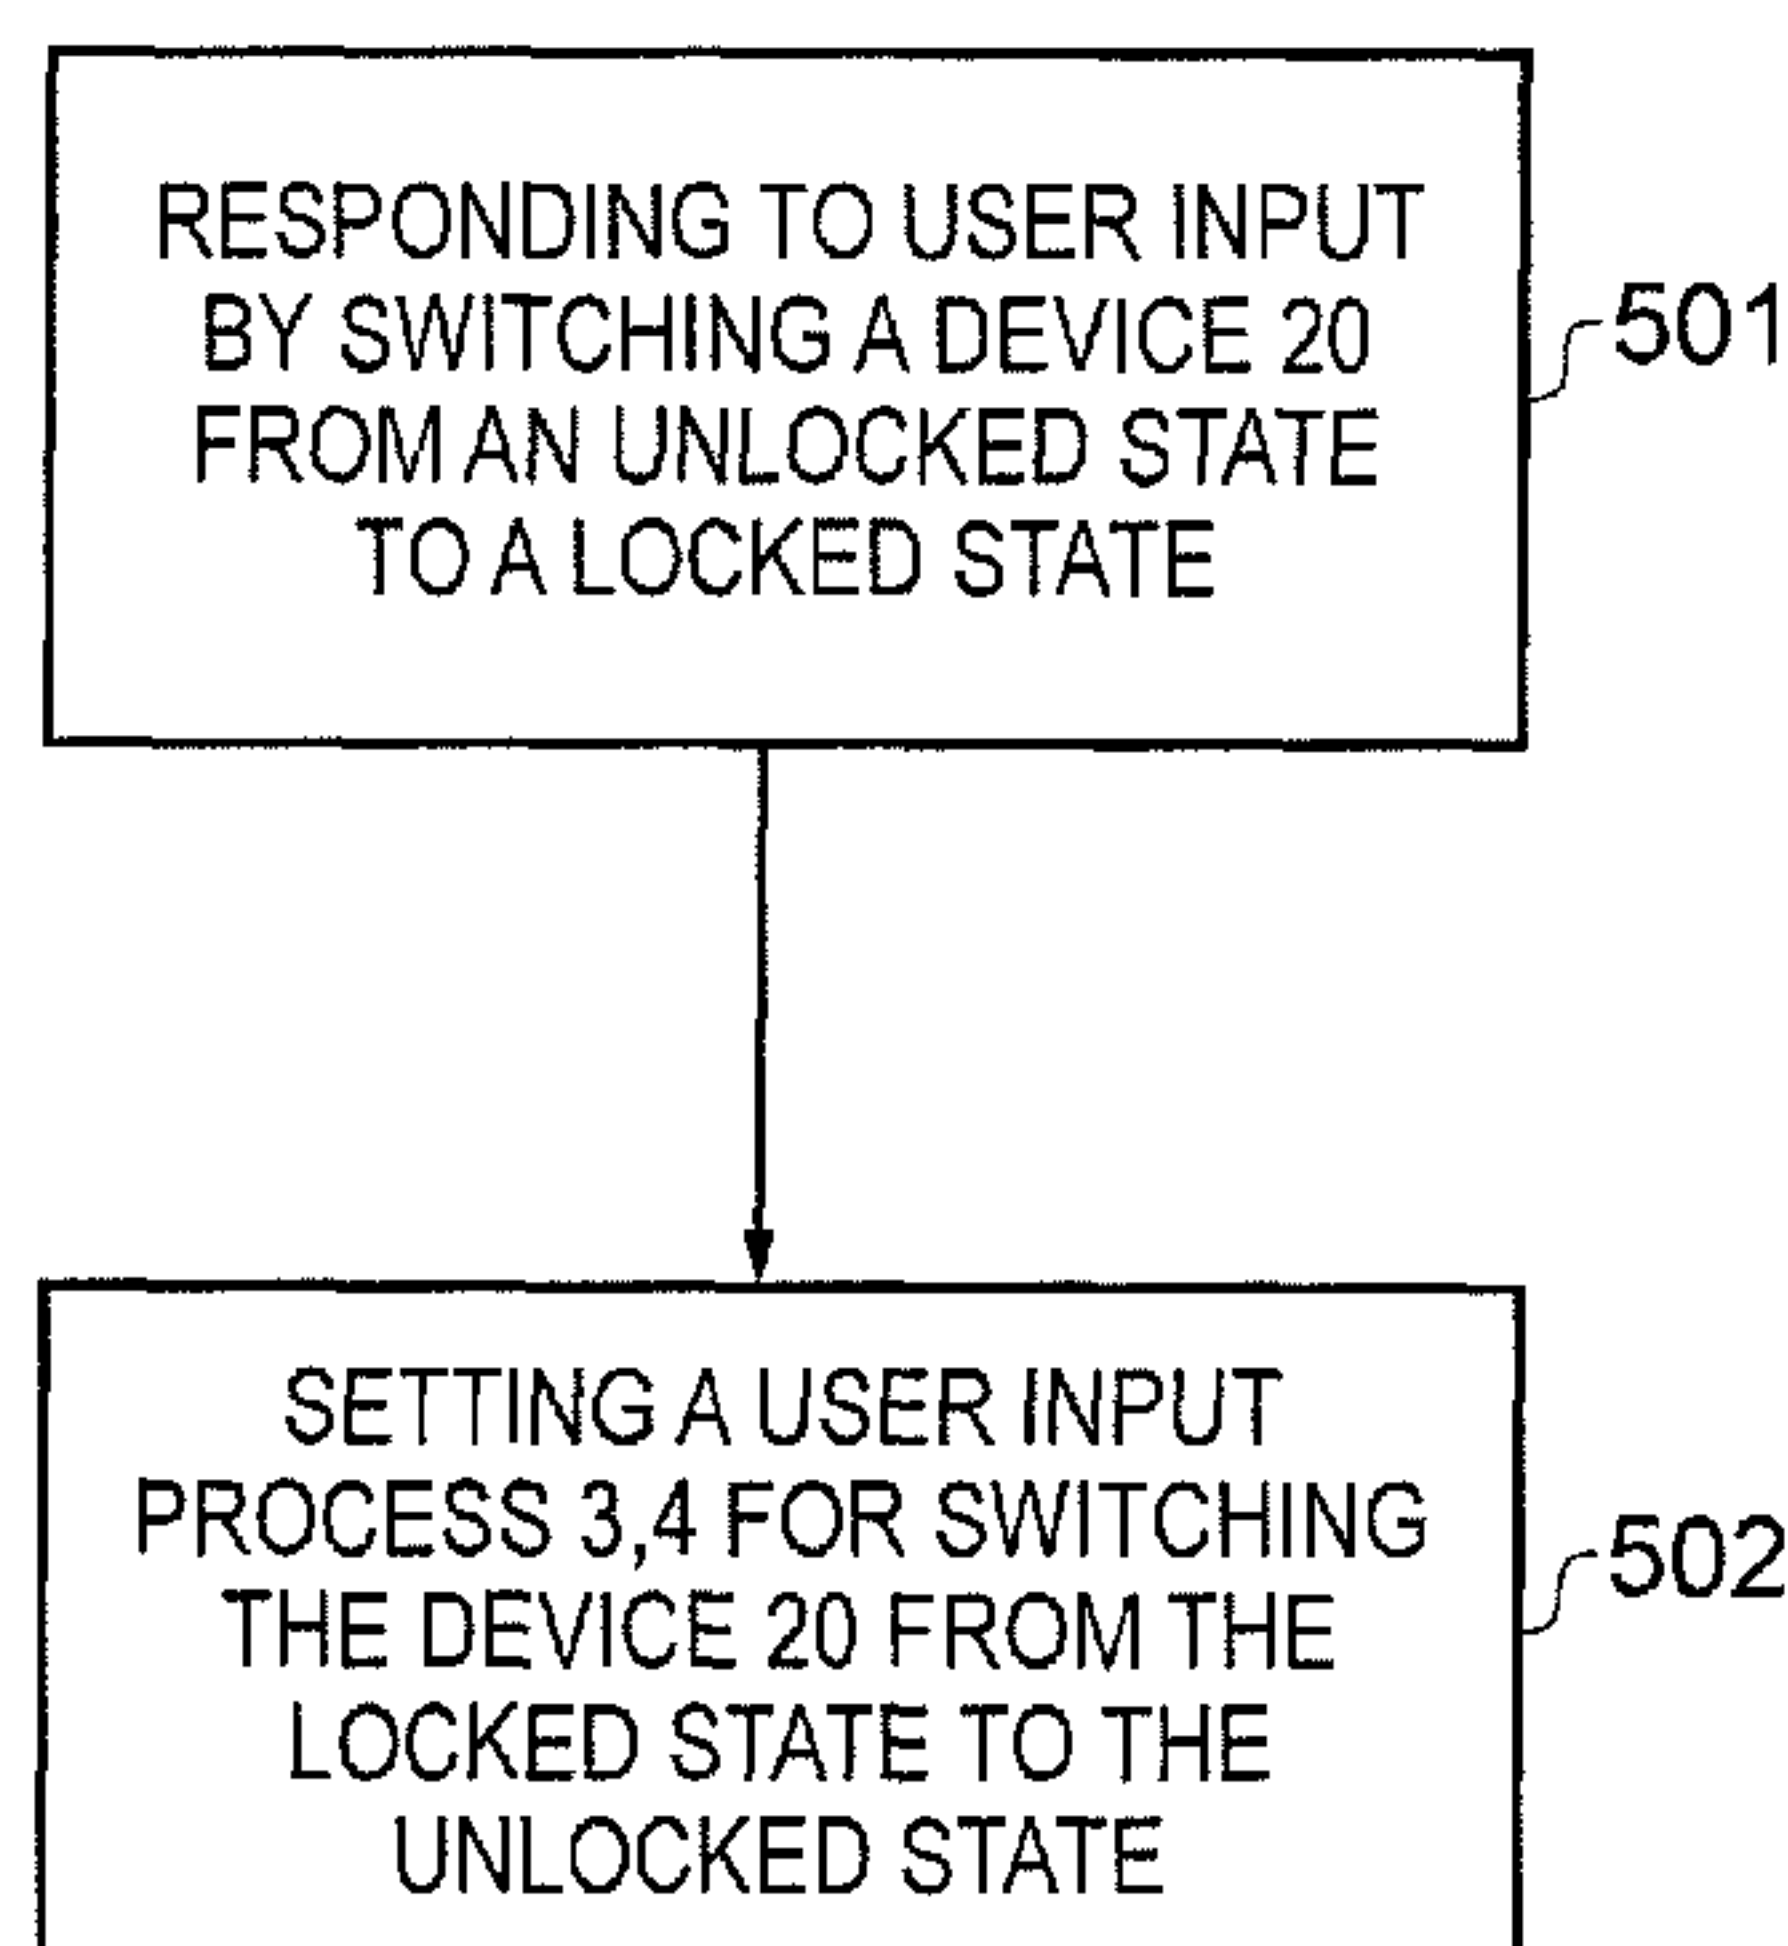 RESPONDING TO USER INPUT
BY SWITCHING A DEVICE 20
FROM AN UNLOCKED STATE
TO A LOCKED STATE
501
SETTING A USER INPUT
PROCESS 3,4 FOR SWITCHING
THE DEVICE 20 FROM THE
LOCKED STATE TO THE
UNLOCKED STATE
502